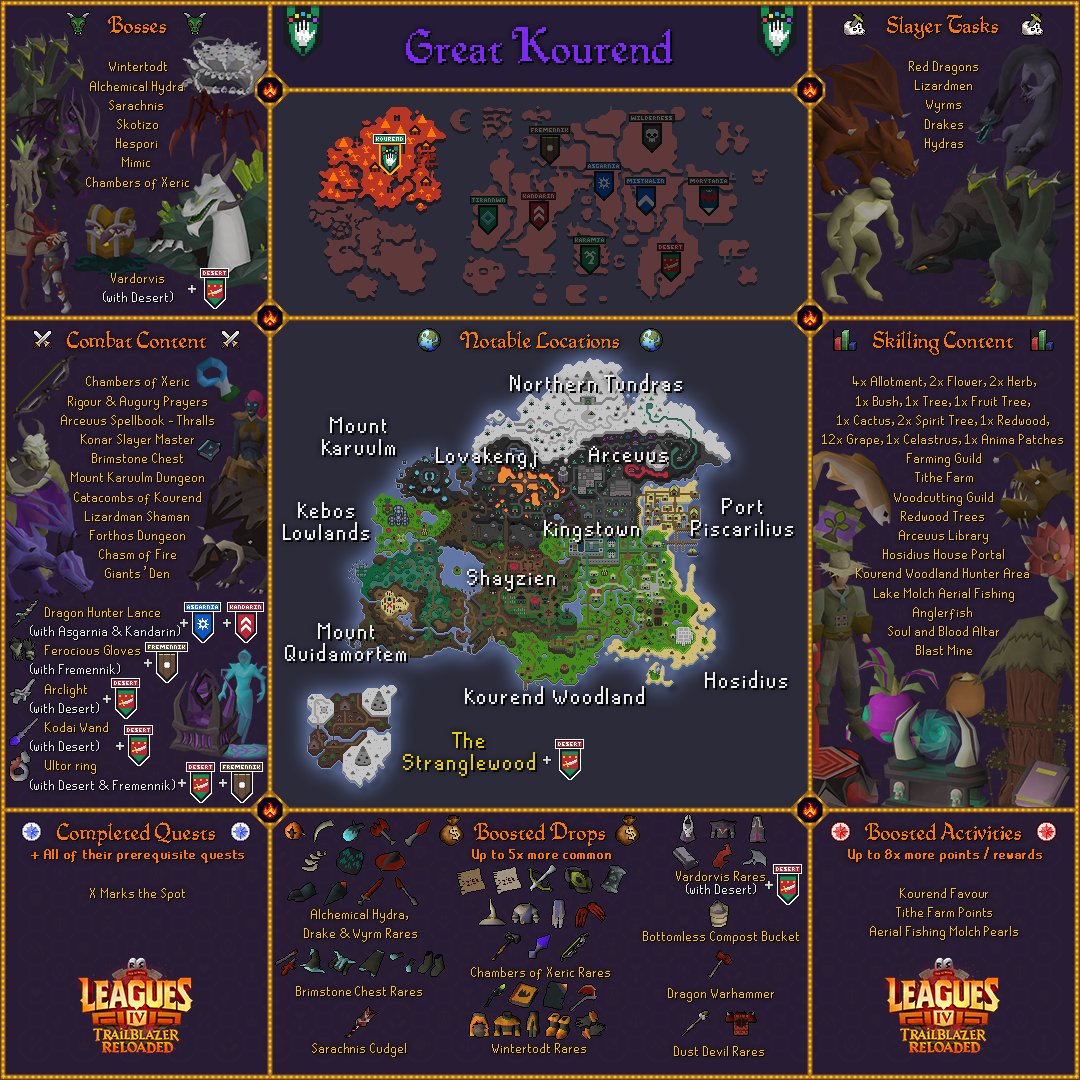 Bosses
Wintertodt
Alchemical Hydra
Sarachnis
Skotizo
Hespori
Mimic
Chambers of Xeric
Vardorvis
(with Desert)
+
DESERT
Great Kourend
KOUREND
FREMENNIK
WILDERNESS
ASGARNIA
MISTHALIN
MORYTANIA
TIRANNWN
KANDARIN
KARAMJA
DESERT
Slayer Tasks
Red Dragons
Lizardmen
Wyrms
Drakes
Hydras
Combat Content
Chambers of Xeric
Rigour & Augury Prayers
Arceuus Spellbook - Thralls
Konar Slayer Master
Brimstone Chest
Mount Karuulm Dungeon
Catacombs of Kourend
Lizardman Shaman
Forthos Dungeon
Chasm of Fire
Giants' Den
Dragon Hunter Lance
(with Asgarnia & Kandarin)
+
ASGARNIA
+
KANDARIN
Ferocious Gloves
(with Fremennik)
+
FREMENNIK
Arclight
(with Desert)
+
DESERT
Kodai Wand
(with Desert)
+
DESERT
Ultor ring
(with Desert & Fremennik)
+
DESERT
+
FREMENNIK
Notable Locations
Northern Tundras
Mount
Karuulm
Lovakengj
Arceuus
Kebos
Lowlands
Kingstown
Port
Piscarilius
Shayzien
Mount
Quidamortem
Hosidius
Kourend Woodland
The
Stranglewood
+
DESERT
Skilling Content
4x Allotment, 2x Flower, 2x Herb,
1x Bush, 1x Tree, 1x Fruit Tree,
1x Cactus, 2x Spirit Tree, 1x Redwood,
12x Grape, 1x Celastrus, 1x Anima Patches
Farming Guild
Tithe Farm
Woodcutting Guild
Redwood Trees
Arceuus Library
Hosidius House Portal
Kourend Woodland Hunter Area
Lake Molch Aerial Fishing
Anglerfish
Soul and Blood Altar
Blast Mine
Completed Quests
+ All of their prerequisite quests
X Marks the Spot
LEAGUES
IV
TRAILBLAZER
RELOADED
Boosted Drops
Up to 5x more common
Alchemical Hydra,
Drake & Wyrm Rares
Brimstone Chest Rares
Sarachnis Cudgel
Chambers of Xeric Rares
Wintertodt Rares
Vardorvis Rares
(with Desert)
+
DESERT
Bottomless Compost Bucket
Dragon Warhammer
Dust Devil Rares
Boosted Activities
Up to 8x more points / rewards
Kourend Favour
Tithe Farm Points
Aerial Fishing Molch Pearls
LEAGUES
IV
TRAILBLAZER
RELOADED